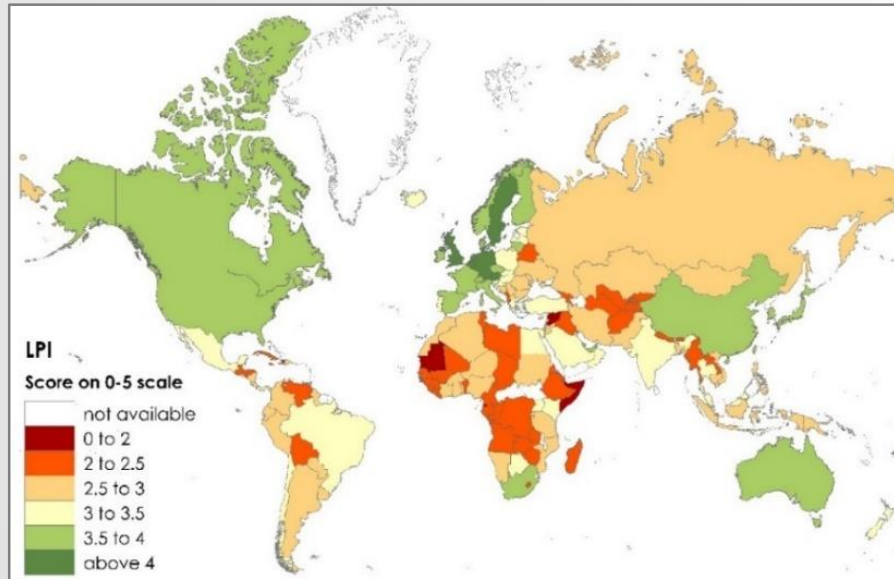 LPI
Score on 0-5 scale
not available
0 to 2
2 to 2.5
2.5 to 3
3 to 3.5
3.5 to 4
above 4